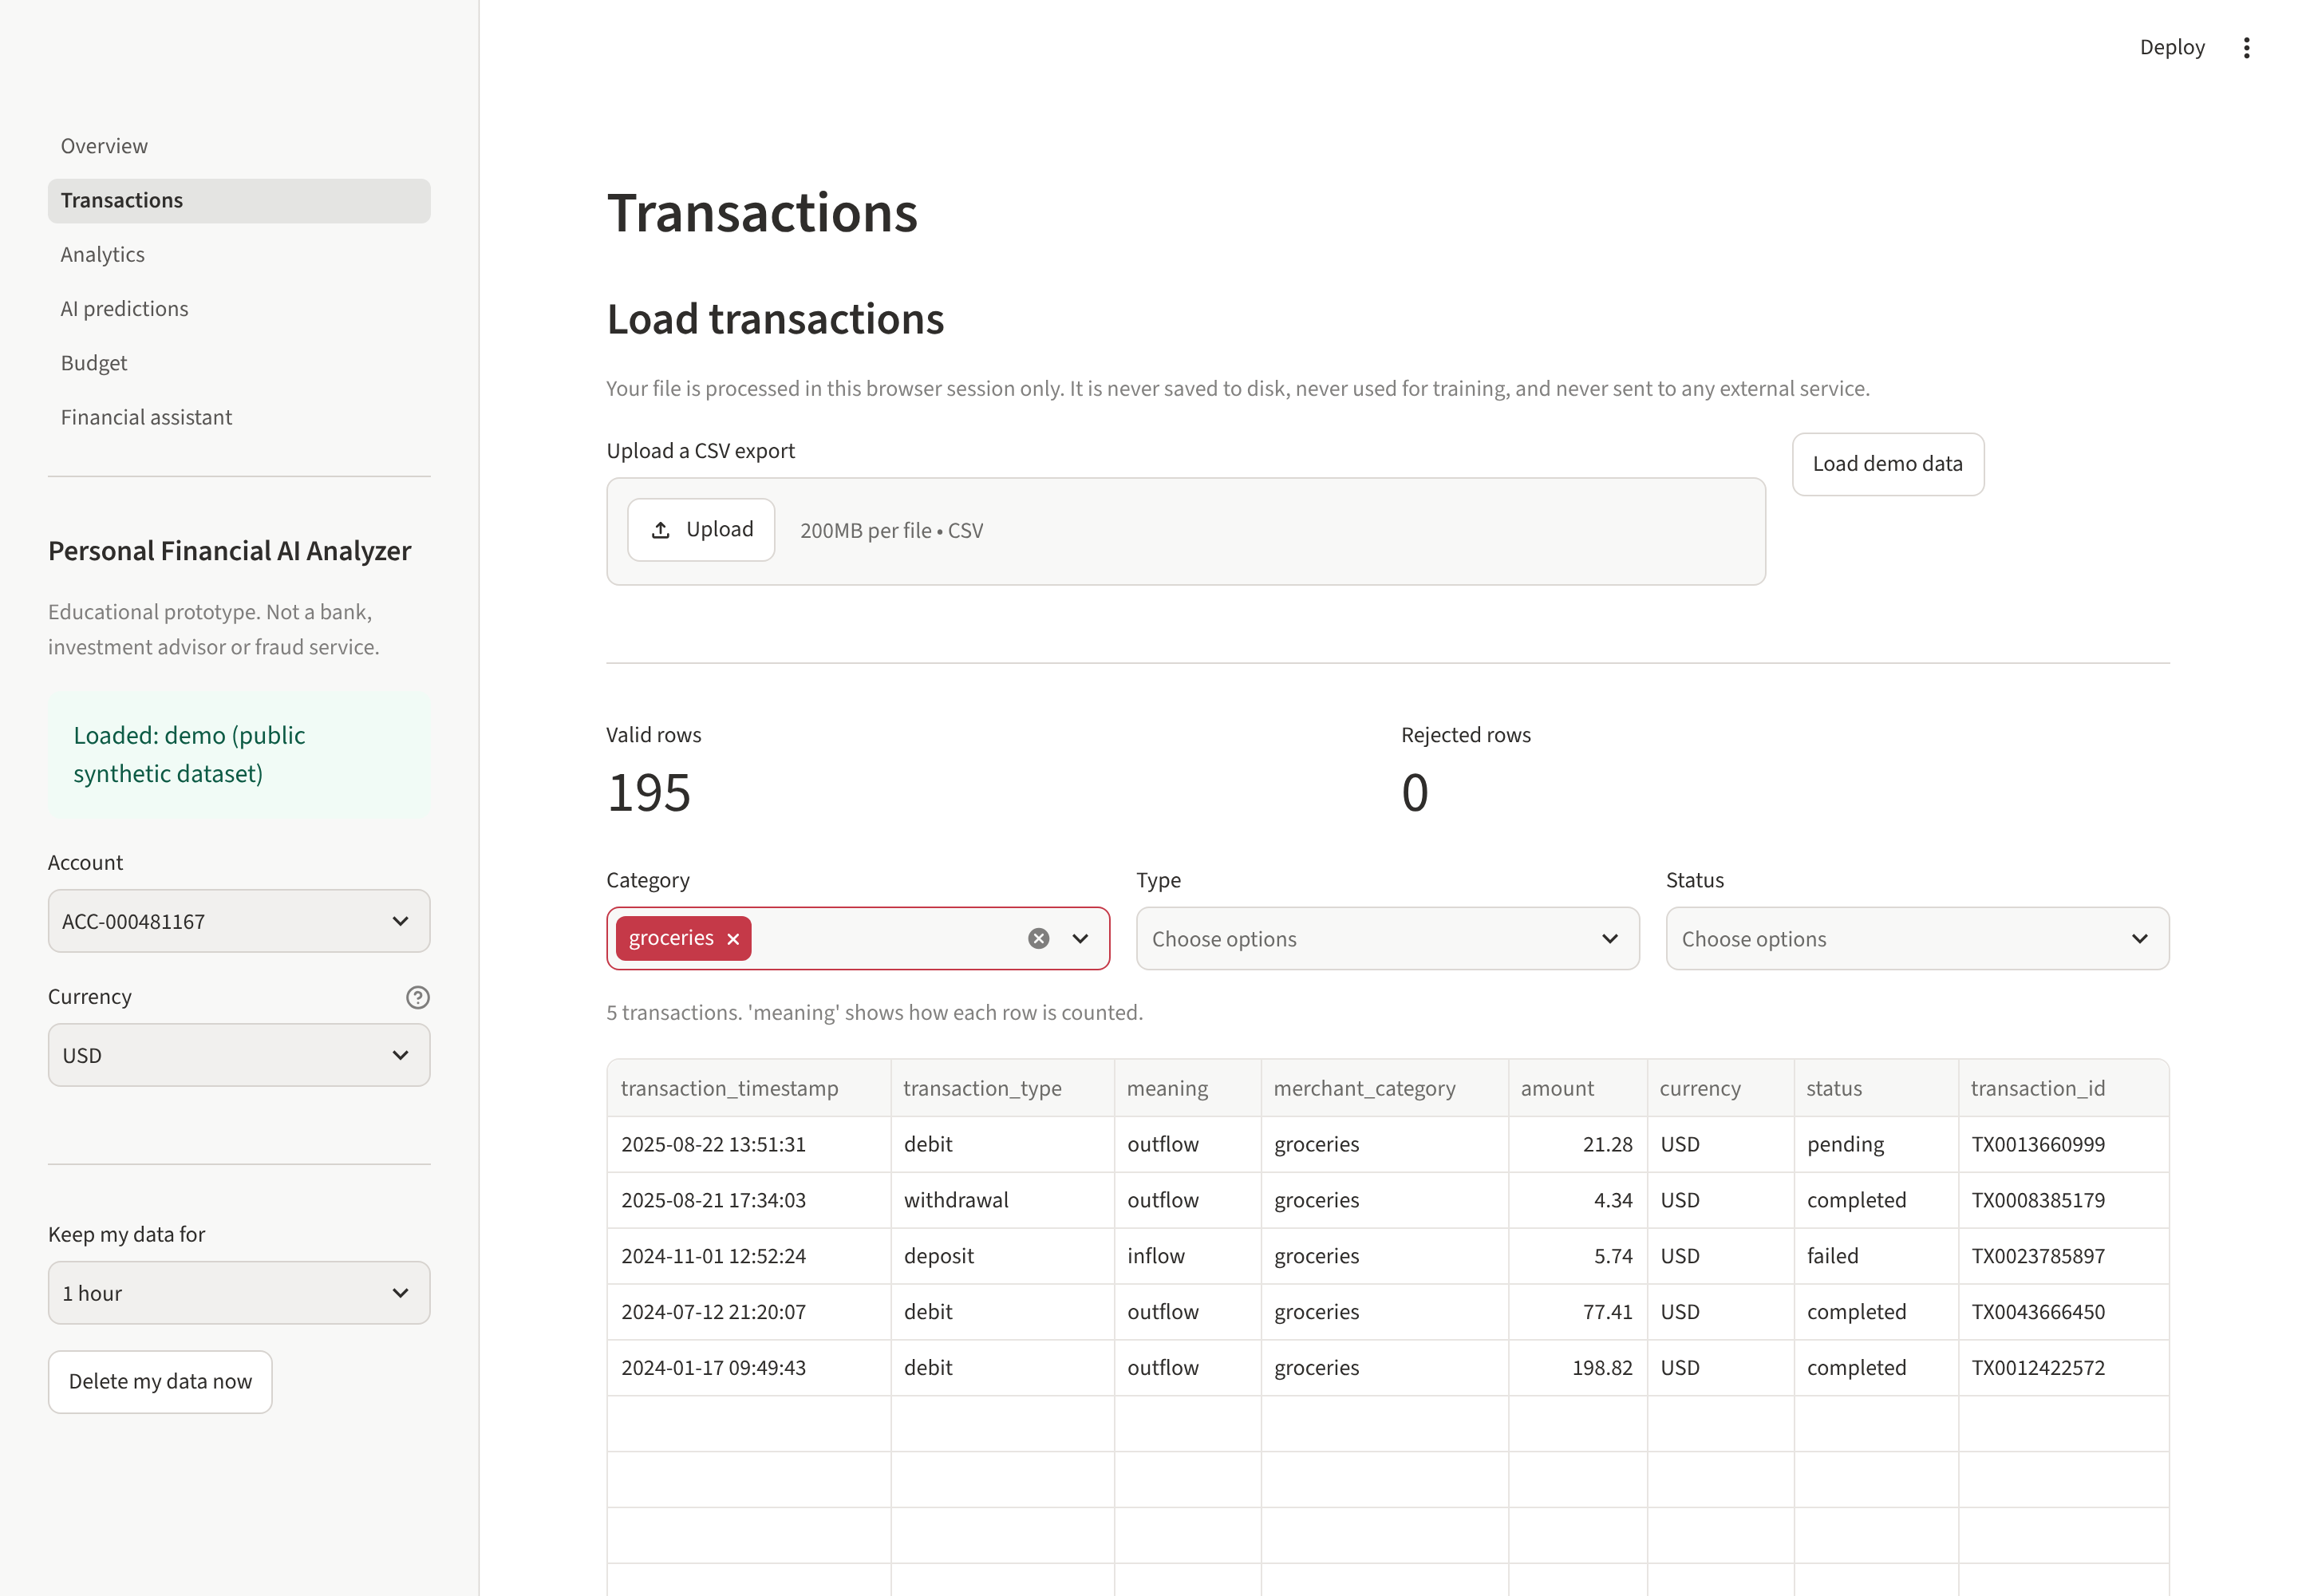 Deploy
Overview
Transactions
Analytics
AI predictions
Budget
Financial assistant
Personal Financial AI Analyzer
Educational prototype. Not a bank,
investment advisor or fraud service.
Loaded: demo (public
synthetic dataset)
Account
ACC-000481167
Currency
USD
Keep my data for
1 hour
Delete my data now
Transactions
Load transactions
Your file is processed in this browser session only. It is never saved to disk, never used for training, and never sent to any external service.
Upload a CSV export
Load demo data
Upload 200MB per file • CSV
Valid rows Rejected rows
195 0
Category Type Status
groceries Choose options Choose options
5 transactions. 'meaning' shows how each row is counted.
transaction_timestamp transaction_type meaning merchant_category amount currency status transaction_id
2025-08-22 13:51:31 debit outflow groceries 21.28 USD pending TX0013660999
2025-08-21 17:34:03 withdrawal outflow groceries 4.34 USD completed TX0008385179
2024-11-01 12:52:24 deposit inflow groceries 5.74 USD failed TX0023785897
2024-07-12 21:20:07 debit outflow groceries 77.41 USD completed TX0043666450
2024-01-17 09:49:43 debit outflow groceries 198.82 USD completed TX0012422572